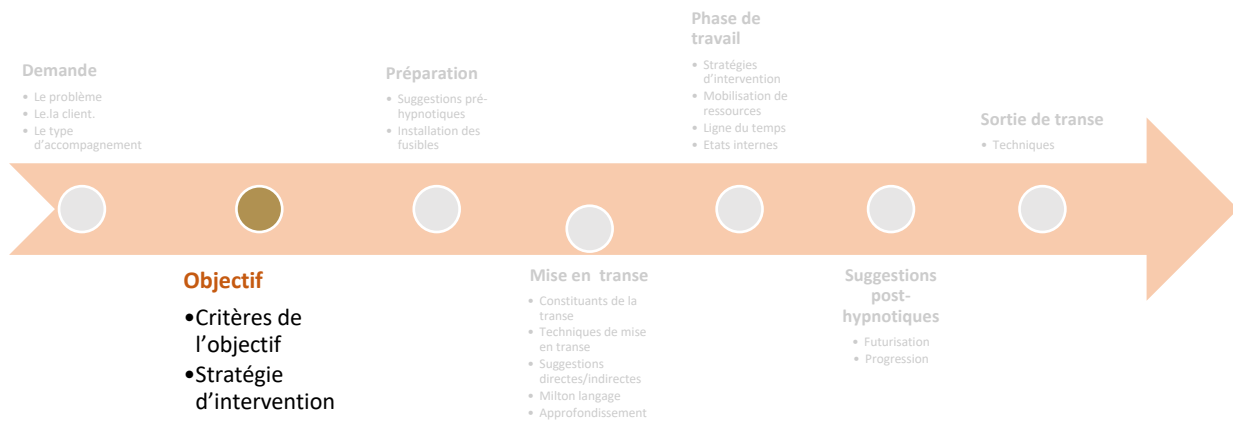 Demande
• Le problème
• Le.la client.
• Le type
d'accompagnement
Objectif
•Critères de
l'objectif
•Stratégie
d'intervention
Préparation
• Suggestions pré-
hypnotiques
• Installation des
fusibles
Mise en transe
• Constituants de la
transe
• Techniques de mise
en transe
• Suggestions
directes/indirectes
• Milton langage
• Approfondissement
Phase de
travail
• Stratégies
d'intervention
• Mobilisation de
ressources
• Ligne du temps
• Etats internes
Suggestions
post-
hypnotiques
• Futurisation
• Progression
Sortie de transe
• Techniques